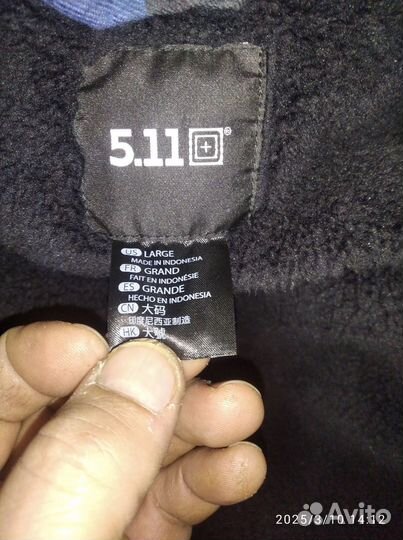 5.11®
US LARGE
MADE IN INDONESIA
FR GRAND
FAIT EN INDONÉSIE
ES GRANDE
HECHO EN INDONESIA
CN 大码
印度尼西亚制造
HK 大號
2025/3/10 14:12
Avito